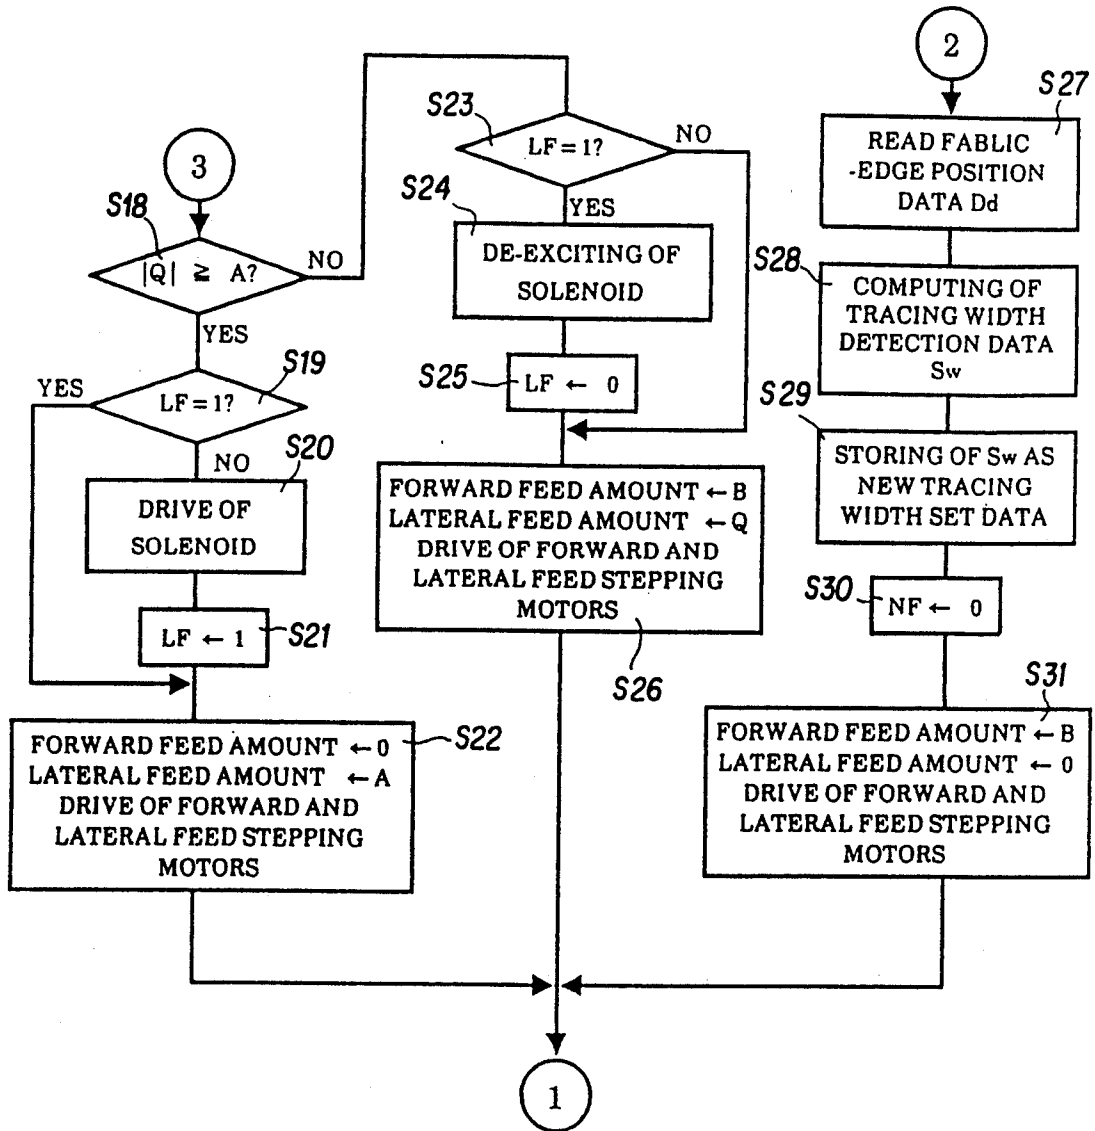 3
S18
|Q| ≧ A?
NO
YES
S19
YES
LF = 1?
NO
S20
DRIVE OF
SOLENOID
LF ← 1
S21
FORWARD FEED AMOUNT ← 0
LATERAL FEED AMOUNT ← A
DRIVE OF FORWARD AND
LATERAL FEED STEPPING
MOTORS
S22
S23
LF = 1?
NO
YES
S24
DE-EXCITING OF
SOLENOID
S25
LF ← 0
FORWARD FEED AMOUNT ← B
LATERAL FEED AMOUNT ← Q
DRIVE OF FORWARD AND
LATERAL FEED STEPPING
MOTORS
S26
2
S27
READ FABLIC
-EDGE POSITION
DATA Dd
S28
COMPUTING OF
TRACING WIDTH
DETECTION DATA
Sw
S29
STORING OF Sw AS
NEW TRACING
WIDTH SET DATA
S30
NF ← 0
S31
FORWARD FEED AMOUNT ← B
LATERAL FEED AMOUNT ← 0
DRIVE OF FORWARD AND
LATERAL FEED STEPPING
MOTORS
1